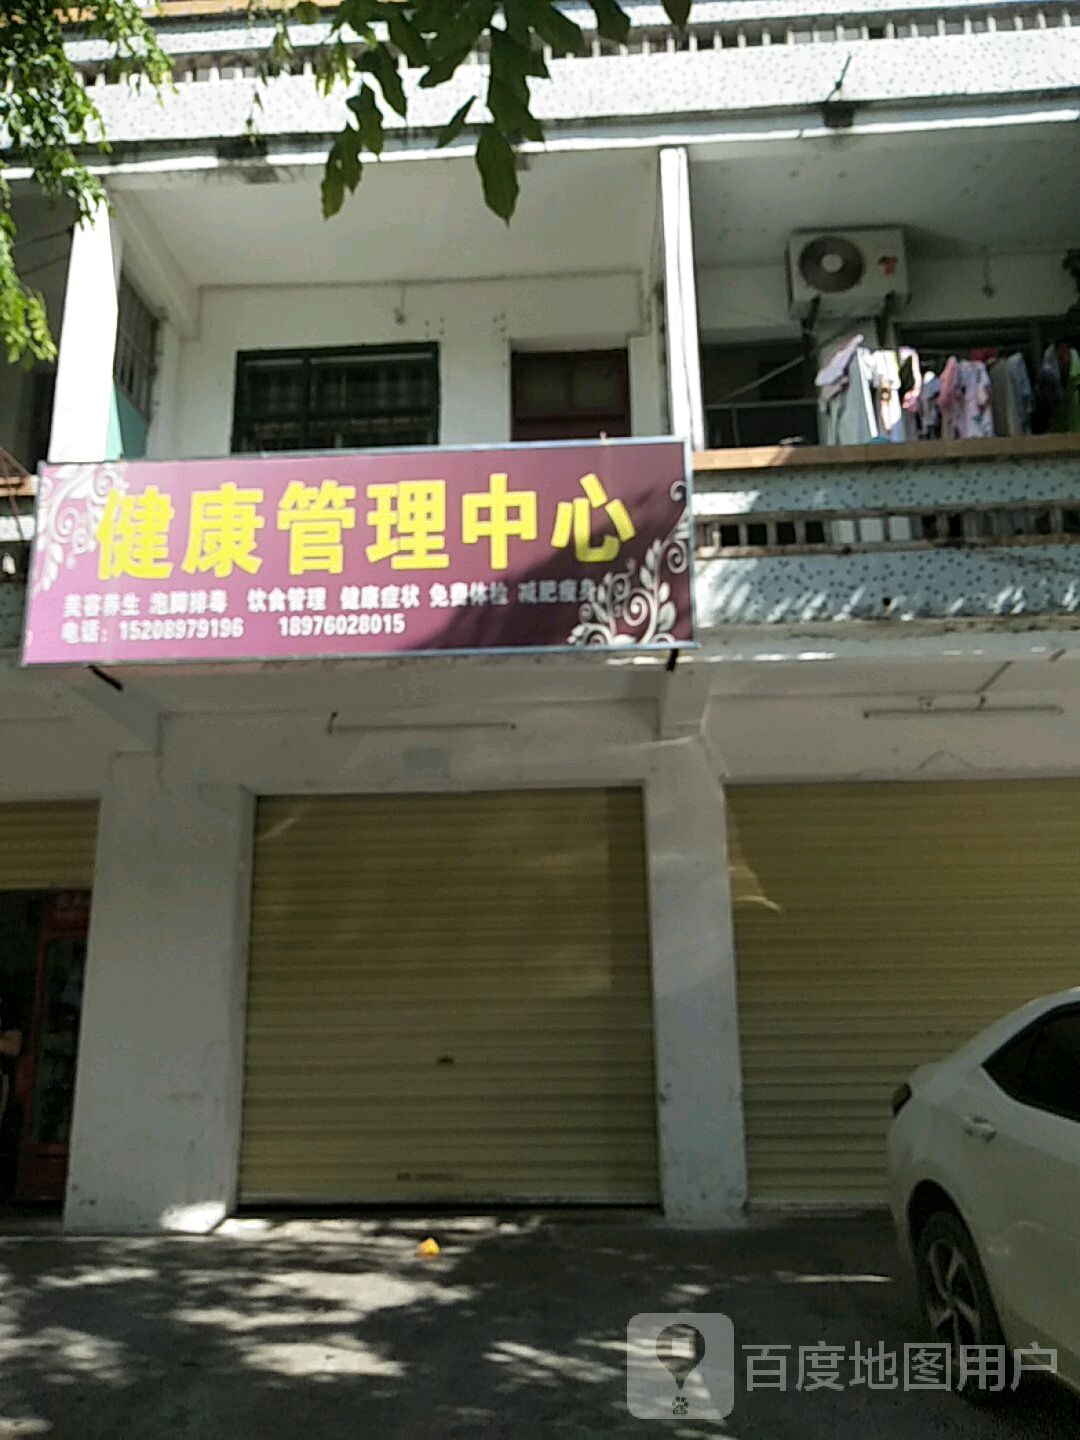 健康管理中心
美容养生 泡脚排毒 饮食管理 健康症状 免费体检 减肥瘦身
电话：15208979196 18976028015
百度地图用户